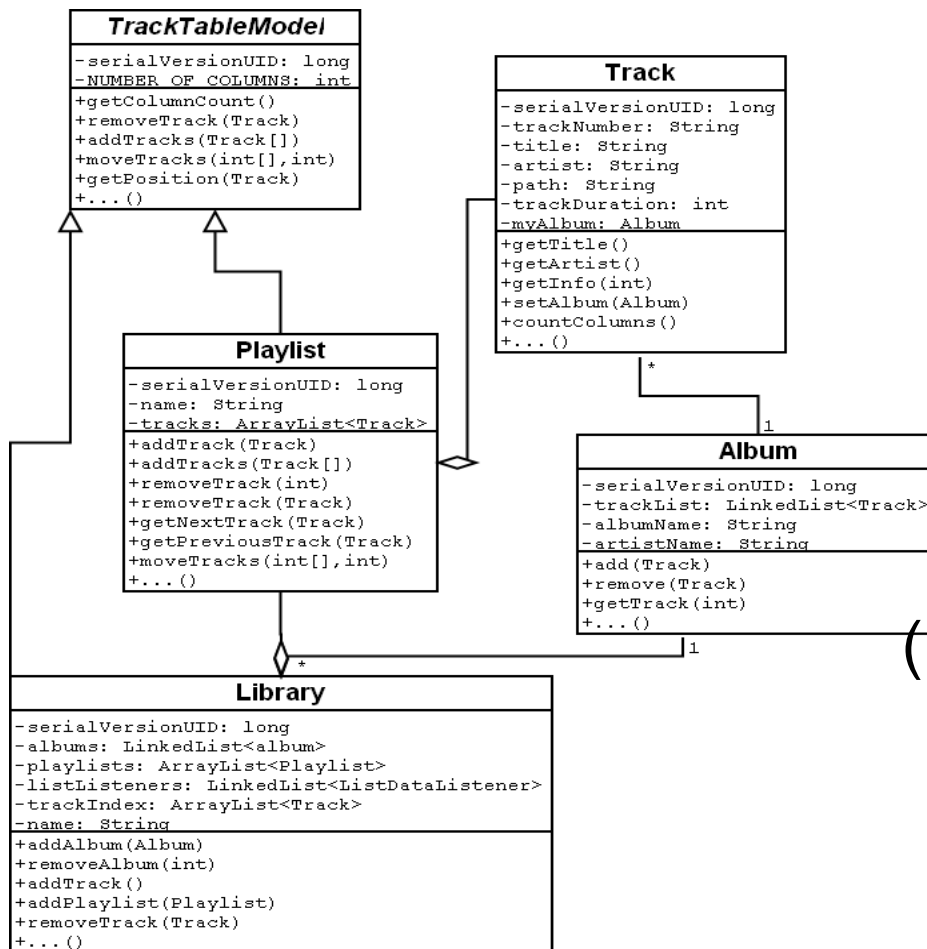 TrackTableModel
-serialVersionUID: long
-NUMBER OF COLUMNS: int
+getColumnCount()
+removeTrack(Track)
+addTracks(Track[])
+moveTracks(int[],int)
+getPosition(Track)
+...()
Track
-serialVersionUID: long
-trackNumber: String
-title: String
-artist: String
-path: String
-trackDuration: int
-myAlbum: Album
+getTitle()
+getArtist()
+getInfo(int)
+setAlbum(Album)
+countColumns()
+...()
*
1
Playlist
-serialVersionUID: long
-name: String
-tracks: ArrayList<Track>
+addTrack(Track)
+addTracks(Track[])
+removeTrack(int)
+removeTrack(Track)
+getNextTrack(Track)
+getPreviousTrack(Track)
+moveTracks(int[],int)
+...()
Album
-serialVersionUID: long
-trackList: LinkedList<Track>
-albumName: String
-artistName: String
+add(Track)
+remove(Track)
+getTrack(int)
+...()
(
1
*
Library
-serialVersionUID: long
-albums: LinkedList<album>
-playlists: ArrayList<Playlist>
-listListeners: LinkedList<ListDataListener>
-trackIndex: ArrayList<Track>
-name: String
+addAlbum(Album)
+removeAlbum(int)
+addTrack()
+addPlaylist(Playlist)
+removeTrack(Track)
+...()